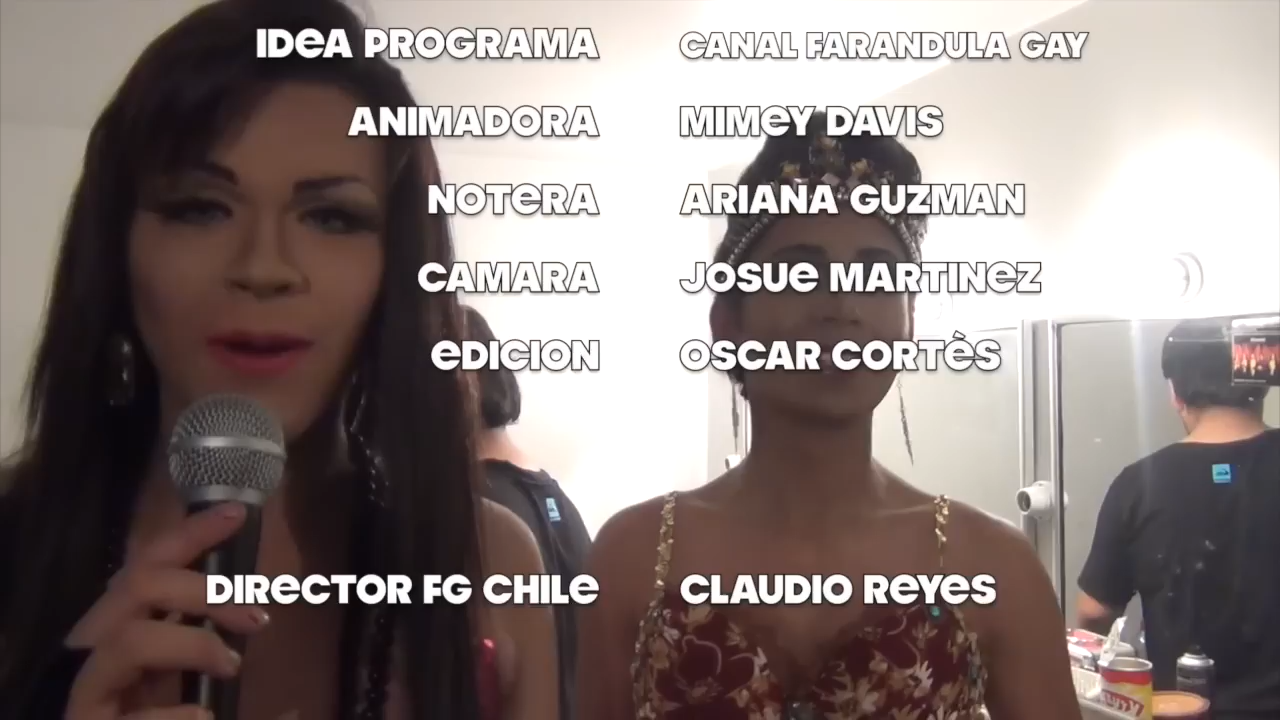 IDEA PROGRAMA CANAL FARANDULA GAY
ANIMADORA MIMEY DAVIS
NOTERA ARIANA GUZMAN
CAMARA JOSUE MARTINEZ
EDICION OSCAR CORTÈS
DIRECTOR FG CHILE CLAUDIO REYES